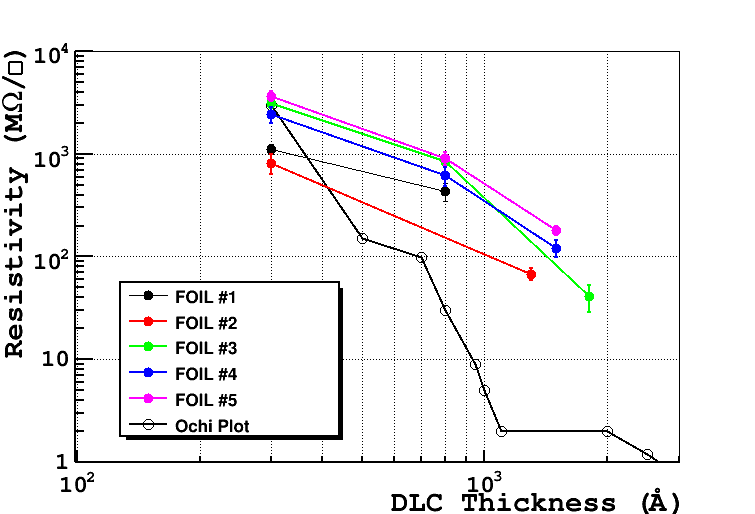 Resistivity (MΩ/□)
10⁴
10³
10²
10
1
FOIL #1
FOIL #2
FOIL #3
FOIL #4
FOIL #5
Ochi Plot
10²
10³
DLC Thickness (Å)